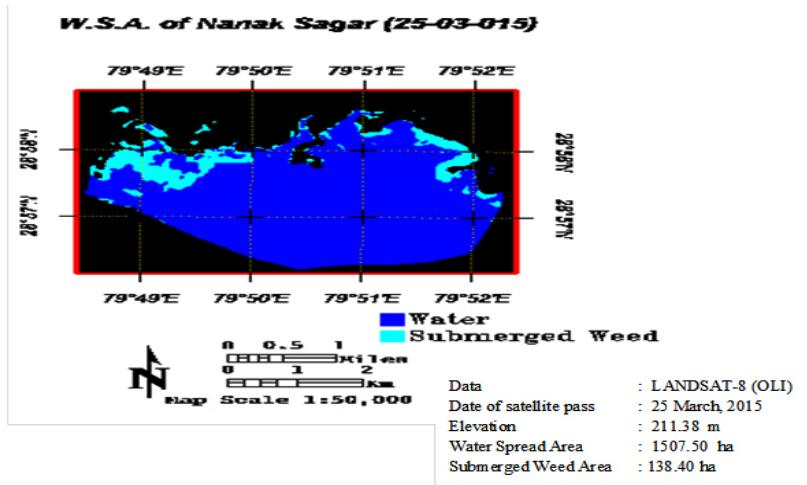 W.S.A. of Nanak Sagar (25-03-015)
79°49'E 79°50'E 79°51'E 79°52'E
28°58'N 28°58'N
28°57'N 28°57'N
79°49'E 79°50'E 79°51'E 79°52'E
Water
Submerged Weed
0 0.5 1
Miles
0 1 2
Km
N
Map Scale 1:50,000
Data : LANDSAT-8 (OLI)
Date of satellite pass : 25 March, 2015
Elevation : 211.38 m
Water Spread Area : 1507.50 ha
Submerged Weed Area : 138.40 ha